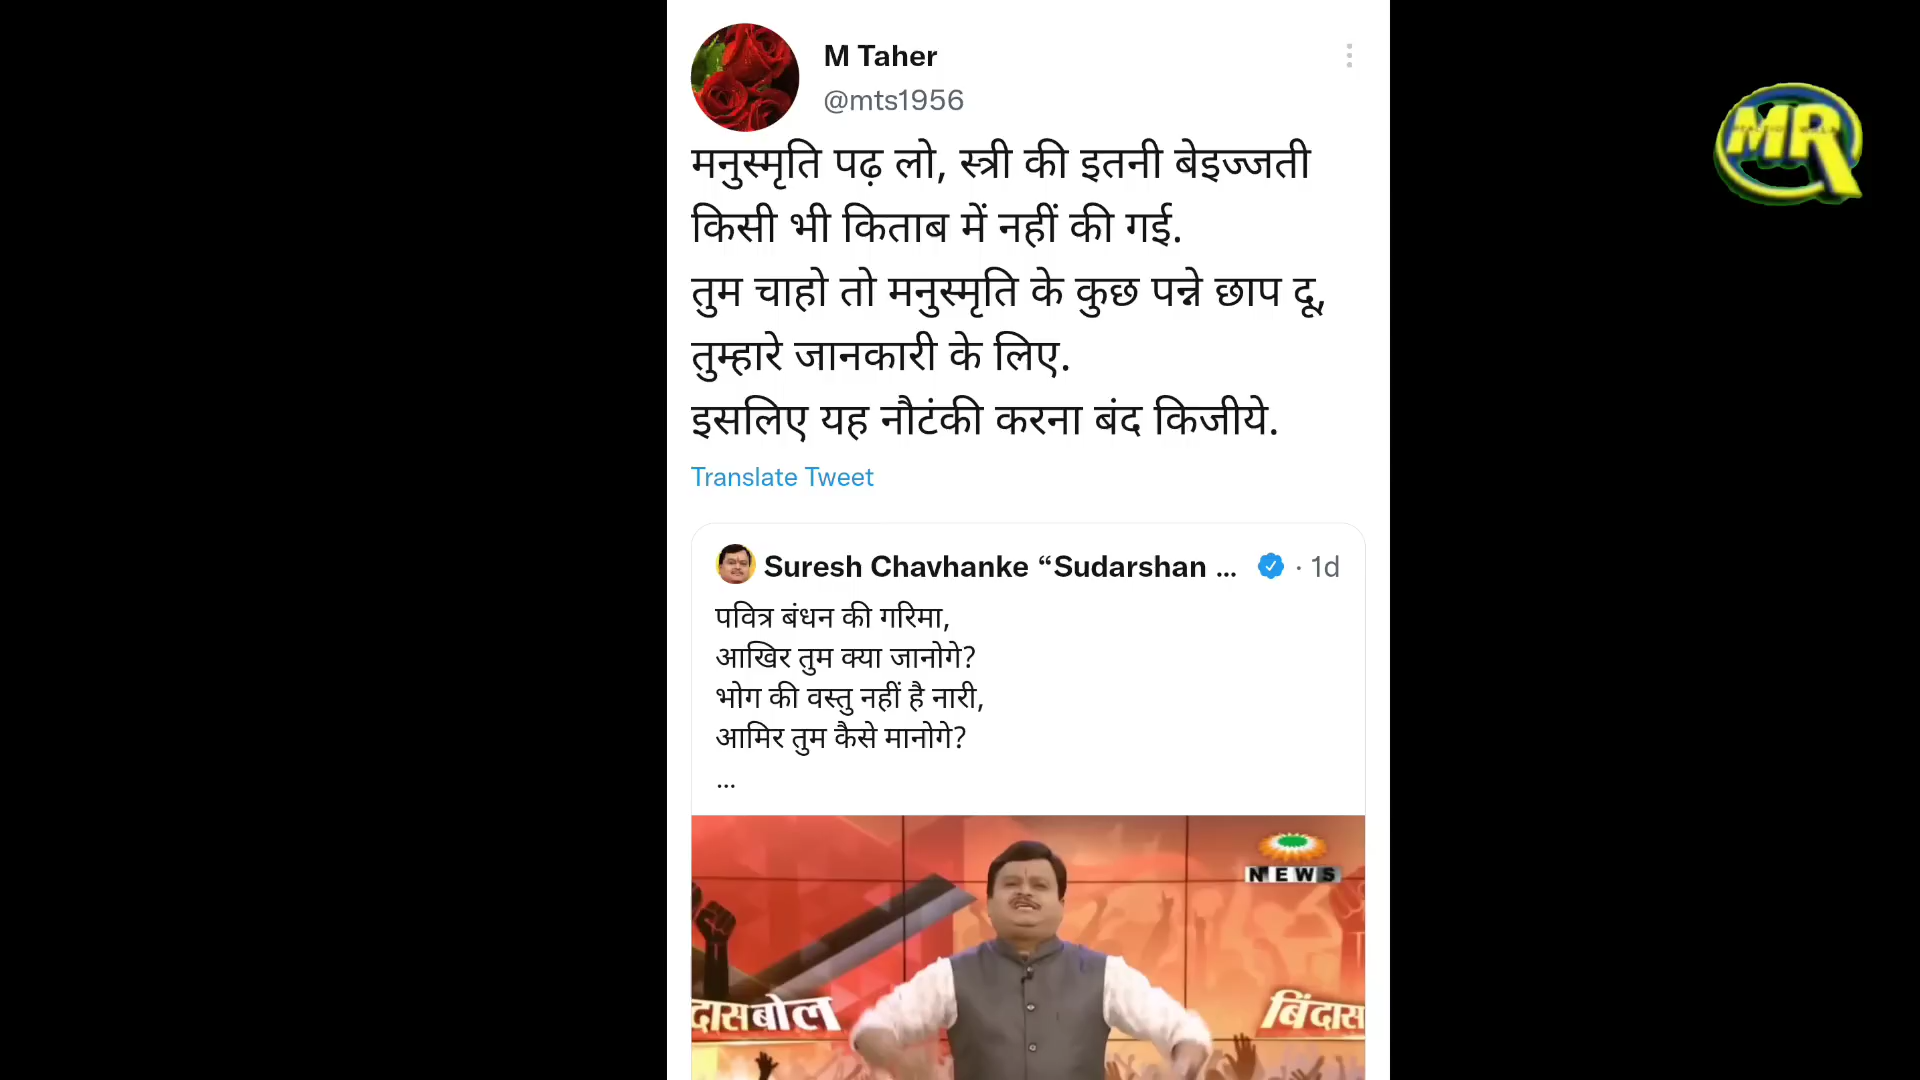 M Taher
@mts1956
मनुस्मृति पढ़ लो, स्त्री की इतनी बेइज्जती
किसी भी किताब में नहीं की गई.
तुम चाहो तो मनुस्मृति के कुछ पन्ने छाप दू,
तुम्हारे जानकारी के लिए.
इसलिए यह नौटंकी करना बंद किजीये.
Translate Tweet
Suresh Chavhanke “Sudarshan ... · 1d
पवित्र बंधन की गरिमा,
आखिर तुम क्या जानोगे?
भोग की वस्तु नहीं है नारी,
आमिर तुम कैसे मानोगे?
...
NEWS
दासबोल
बिंदास
MR